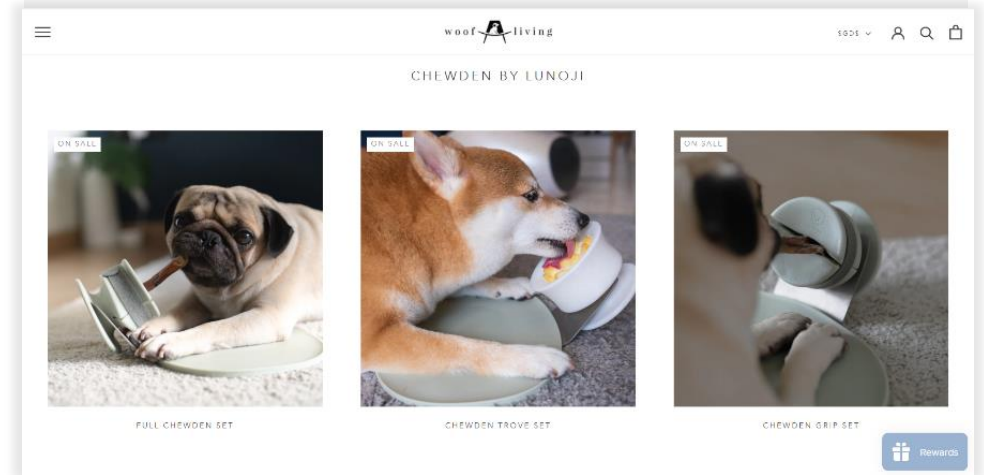 woof living
SGD$
CHEWDEN BY LUNOJI
ON SALE
ON SALE
ON SALE
FULL CHEWDEN SET
CHEWDEN TROVE SET
CHEWDEN GRIP SET
Rewards